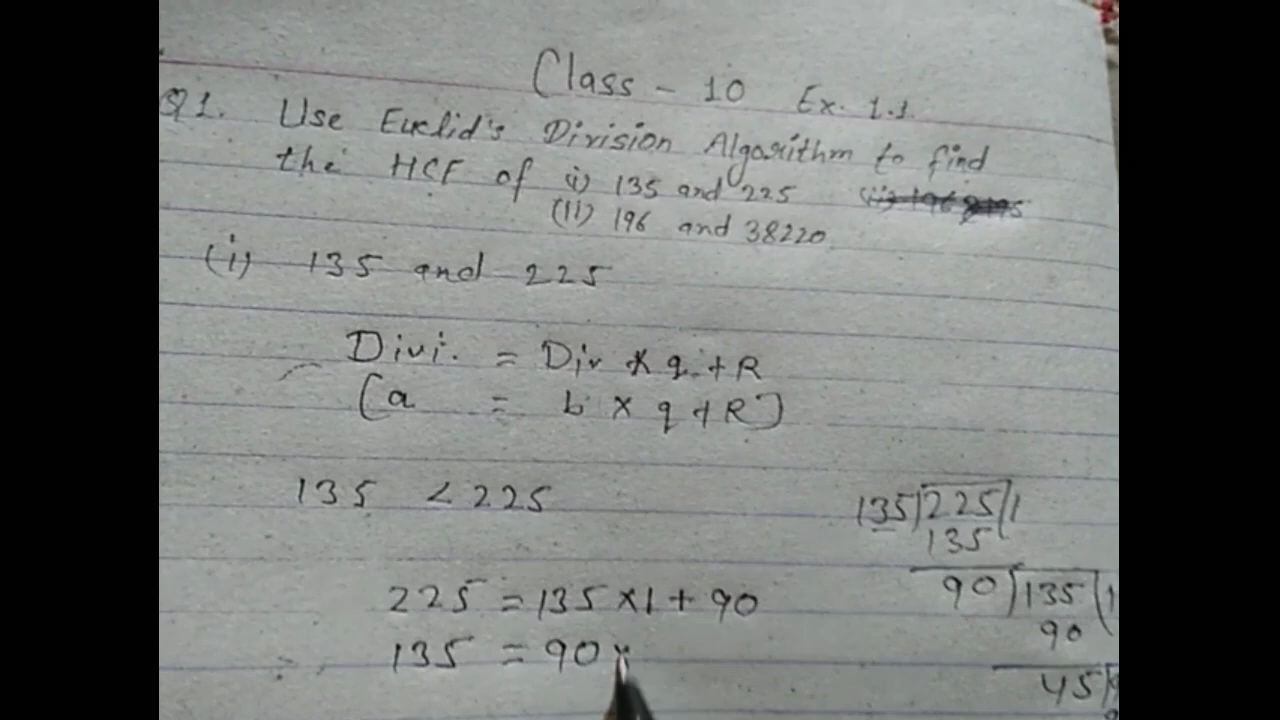 Class - 10 Ex. 1.1.
Q1. Use Euclid's Division Algorithm to find
the HCF of (i) 135 and 225
(II) 196 and 38220
(i) 135 and 225
Divi. = Div × q + R
(a = b × q + R)
135 < 225
225 = 135 × 1 + 90
135 = 90 ×
135) 225 (1
135
90) 135 (1
90
45